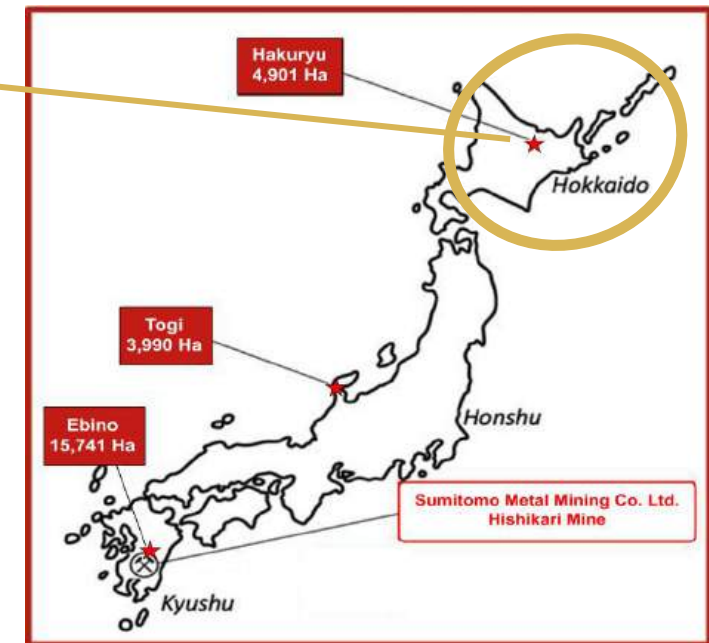 Hakuryu
4,901 Ha
Hokkaido
Togi
3,990 Ha
Honshu
Ebino
15,741 Ha
Sumitomo Metal Mining Co. Ltd.
Hishikari Mine
Kyushu